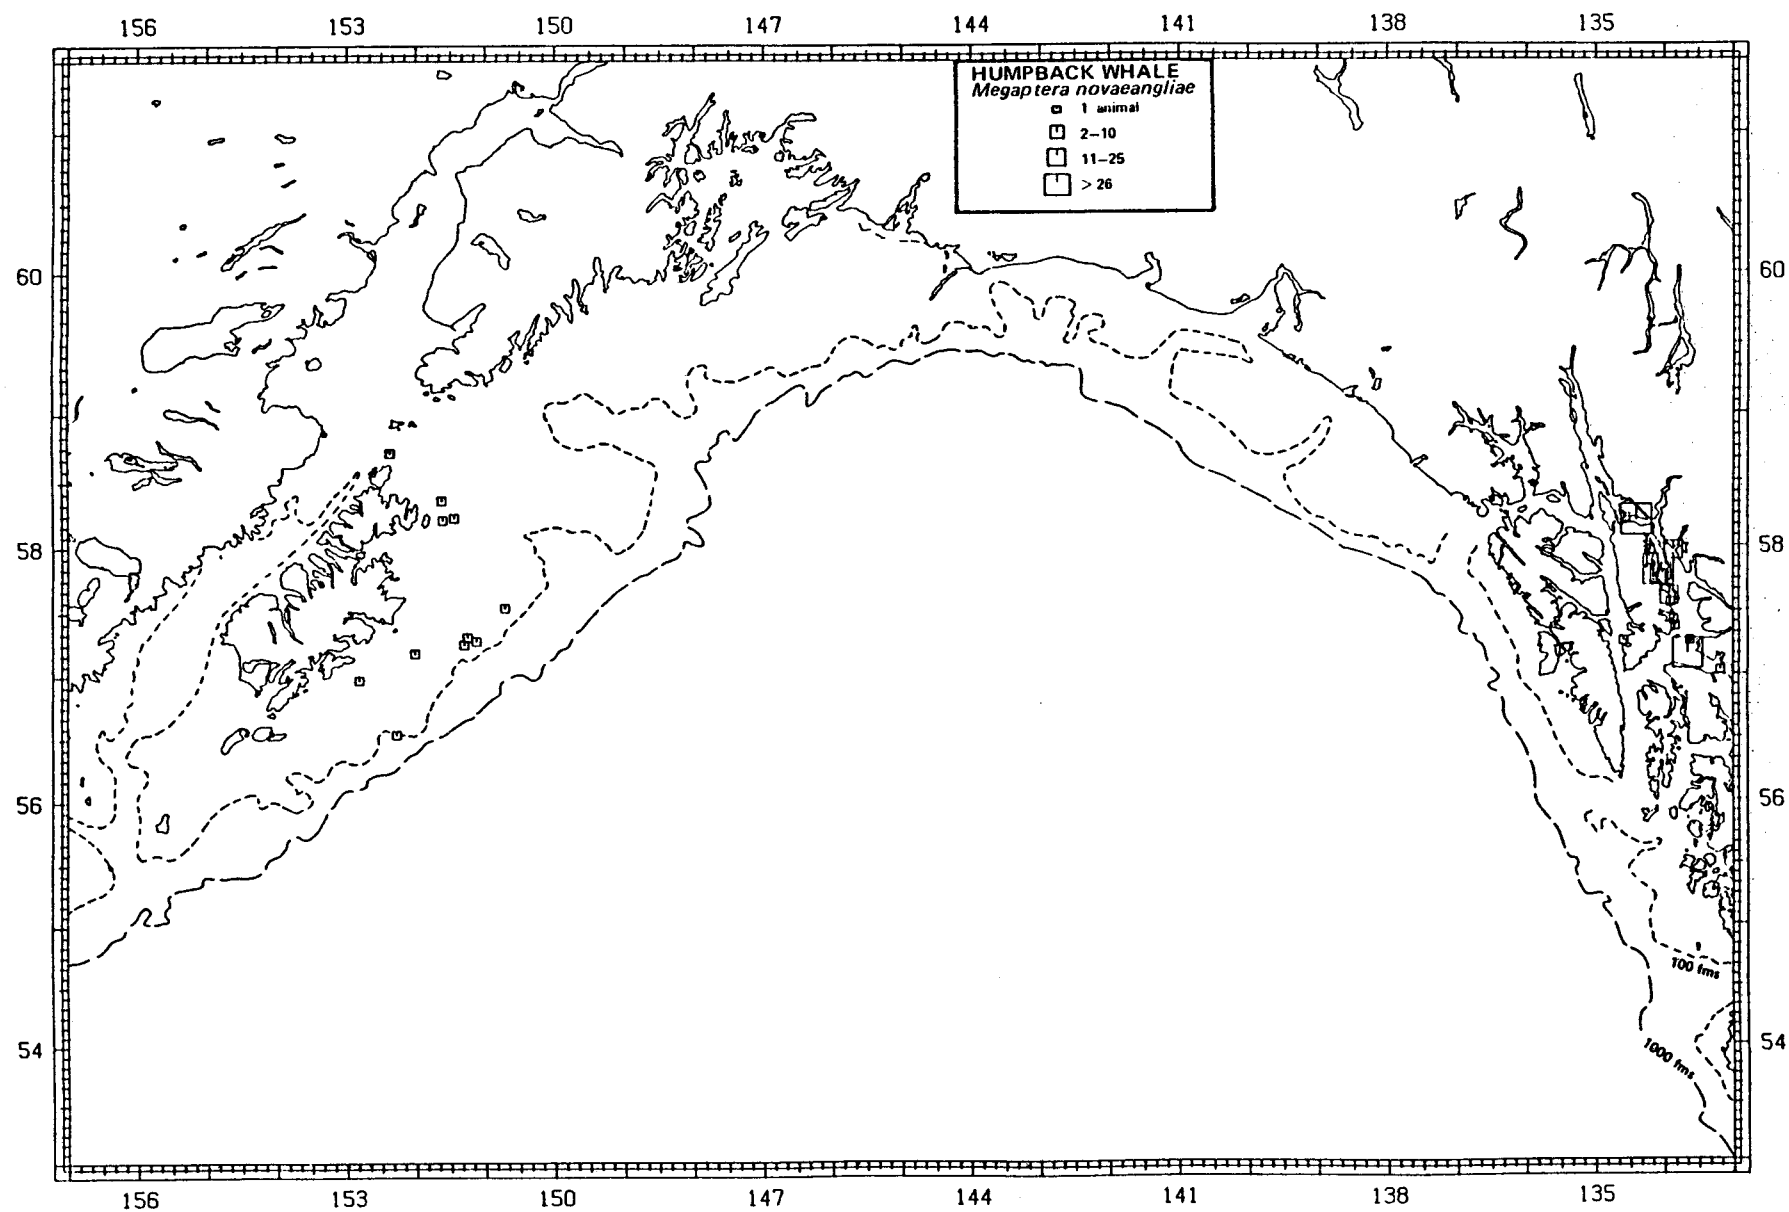 156 153 150 147 144 141 138 135
HUMPBACK WHALE
Megaptera novaeangliae
1 animal
2–10
11–25
> 26
60 60
58 58
56 56
100 fms
1000 fms
54 54
156 153 150 147 144 141 138 135